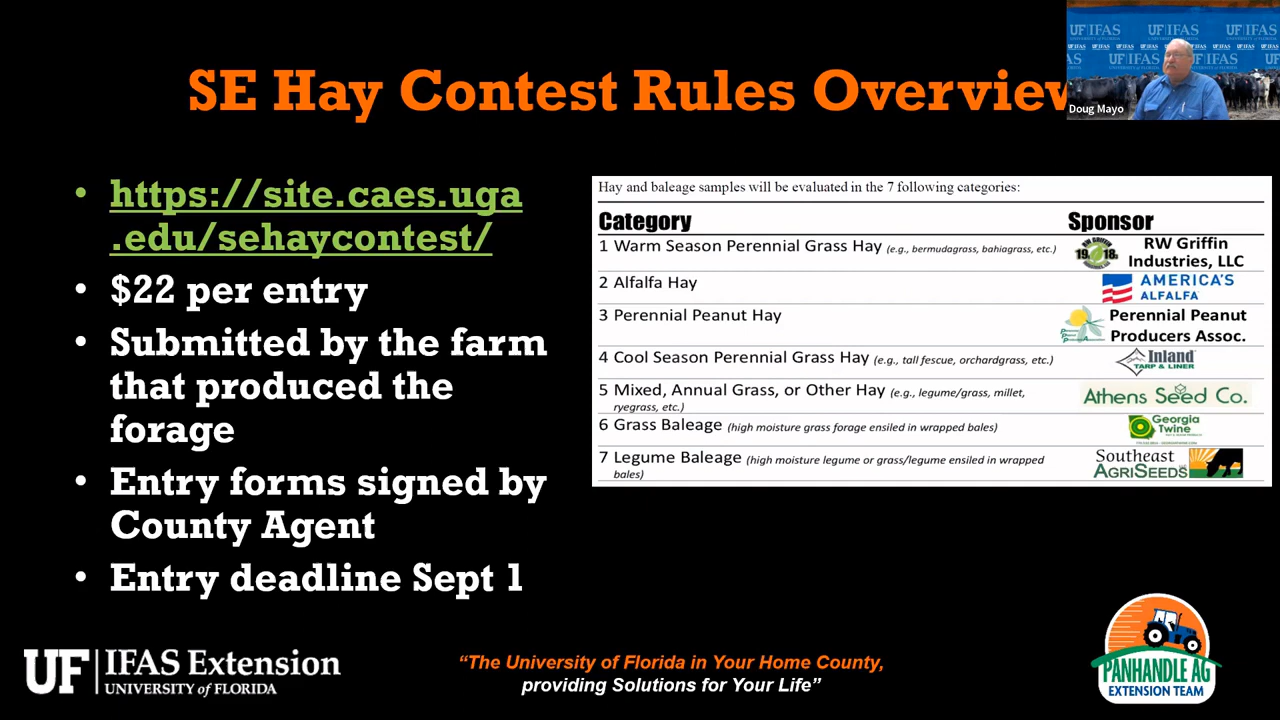 SE Hay Contest Rules Overview
Doug Mayo
UF|IFAS
UNIVERSITY of FLORIDA
• https://site.caes.uga
.edu/sehaycontest/
• $22 per entry
• Submitted by the farm
that produced the
forage
• Entry forms signed by
County Agent
• Entry deadline Sept 1
Hay and baleage samples will be evaluated in the 7 following categories:
Category Sponsor
1 Warm Season Perennial Grass Hay (e.g., bermudagrass, bahiagrass, etc.) RW GRIFFIN 1918 RW Griffin
Industries, LLC
2 Alfalfa Hay AMERICA'S
ALFALFA
3 Perennial Peanut Hay Perennial Peanut
Producers Assoc.
4 Cool Season Perennial Grass Hay (e.g., tall fescue, orchardgrass, etc.) Inland
TARP & LINER
5 Mixed, Annual Grass, or Other Hay (e.g., legume/grass, millet, Athens Seed Co.
ryegrass, etc.)
6 Grass Baleage (high moisture grass forage ensiled in wrapped bales) Georgia
Twine
7 Legume Baleage (high moisture legume or grass/legume ensiled in wrapped Southeast
bales) AGRISEEDS
UF | IFAS Extension
UNIVERSITY of FLORIDA
“The University of Florida in Your Home County,
providing Solutions for Your Life”
PANHANDLE AG
EXTENSION TEAM